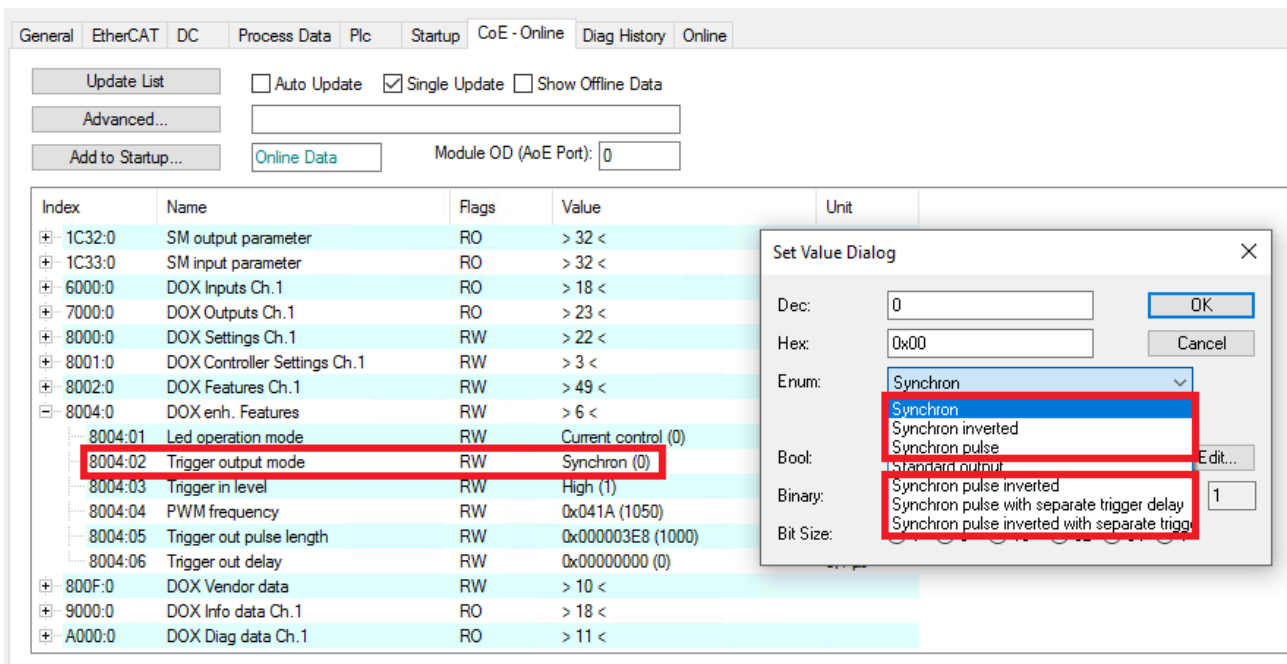 General EtherCAT DC Process Data Plc Startup CoE - Online Diag History Online
Update List Auto Update Single Update Show Offline Data
Advanced...
Add to Startup... Online Data Module OD (AoE Port): 0
Index Name Flags Value Unit
1C32:0 SM output parameter RO > 32 <
1C33:0 SM input parameter RO > 32 <
6000:0 DOX Inputs Ch.1 RO > 18 <
7000:0 DOX Outputs Ch.1 RO > 23 <
8000:0 DOX Settings Ch.1 RW > 22 <
8001:0 DOX Controller Settings Ch.1 RW > 3 <
8002:0 DOX Features Ch.1 RW > 49 <
8004:0 DOX enh. Features RW > 6 <
8004:01 Led operation mode RW Current control (0)
8004:02 Trigger output mode RW Synchron (0)
8004:03 Trigger in level RW High (1)
8004:04 PWM frequency RW 0x041A (1050)
8004:05 Trigger out pulse length RW 0x000003E8 (1000)
8004:06 Trigger out delay RW 0x00000000 (0)
800F:0 DOX Vendor data RW > 10 <
9000:0 DOX Info data Ch.1 RO > 18 <
A000:0 DOX Diag data Ch.1 RO > 11 <
Set Value Dialog
Dec: 0 OK
Hex: 0x00 Cancel
Enum: Synchron
Synchron
Synchron inverted
Synchron pulse
Bool: Standard output Edit...
Synchron pulse inverted
Binary: Synchron pulse with separate trigger delay 1
Synchron pulse inverted with separate trigge
Bit Size: